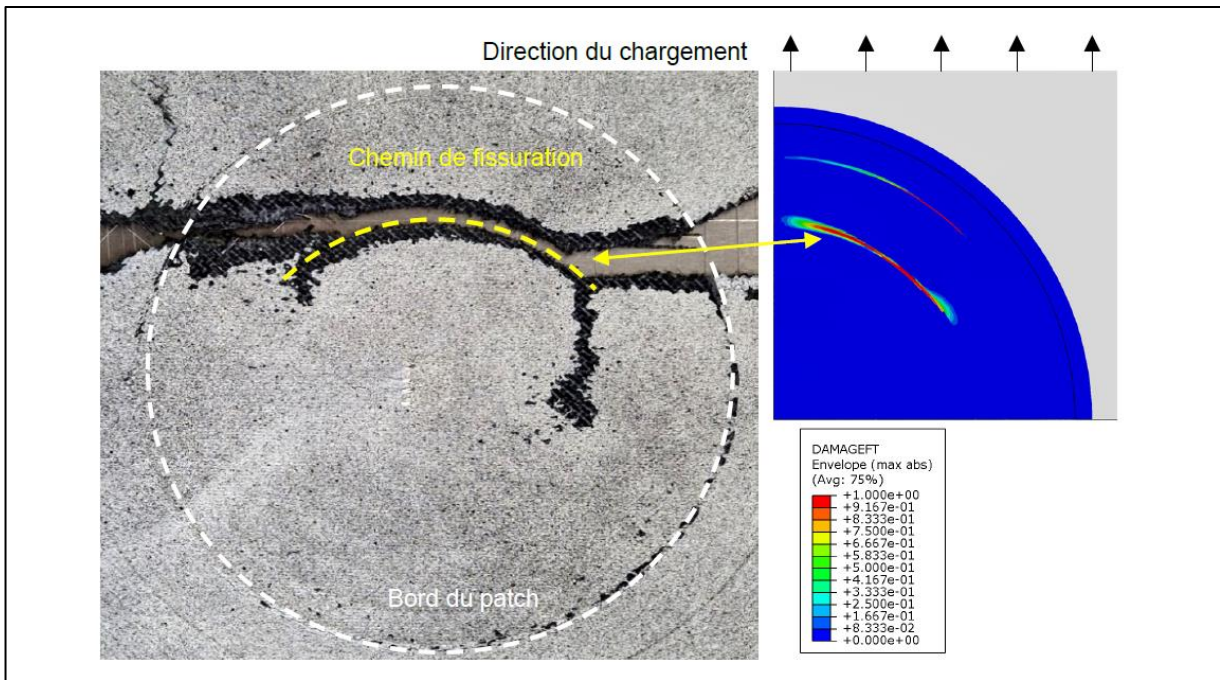 Direction du chargement
Chemin de fissuration
Bord du patch
DAMAGEFT
Envelope (max abs)
(Avg: 75%)
+1.000e+00
+9.167e-01
+8.333e-01
+7.500e-01
+6.667e-01
+5.833e-01
+5.000e-01
+4.167e-01
+3.333e-01
+2.500e-01
+1.667e-01
+8.333e-02
+0.000e+00